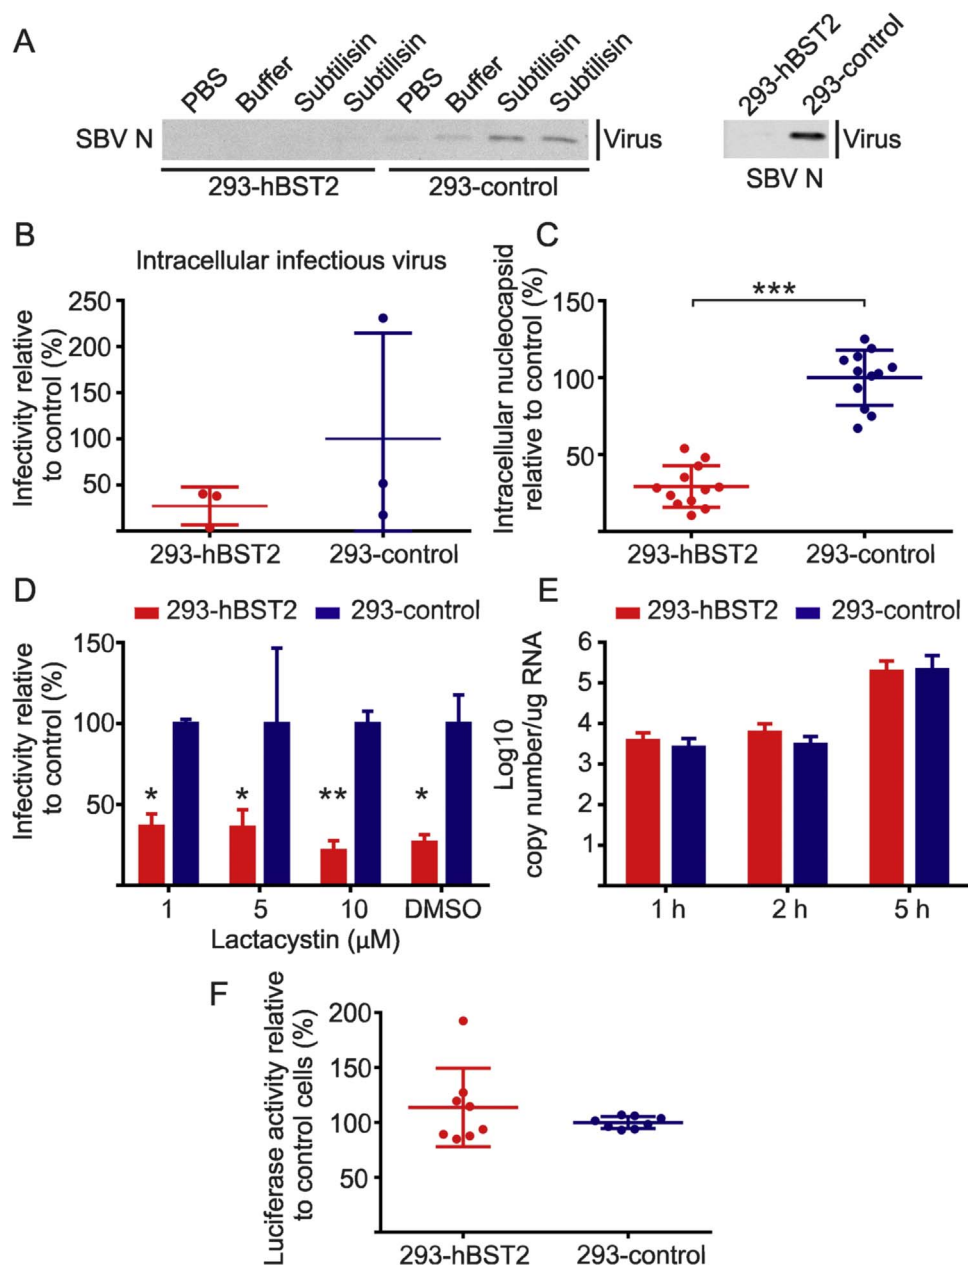 A
PBS
Buffer
Subtilisin
Subtilisin
PBS
Buffer
Subtilisin
Subtilisin
SBV N
Virus
293-hBST2
293-control
293-hBST2
293-control
Virus
SBV N
B
Intracellular infectious virus
Infectivity relative
to control (%)
250
200
150
100
50
293-hBST2
293-control
C
Intracellular nucleocapsid
relative to control (%)
150
100
50
***
293-hBST2
293-control
D
293-hBST2
293-control
Infectivity relative
to control (%)
150
100
50
*
*
**
*
1
5
10
DMSO
Lactacystin (μM)
E
293-hBST2
293-control
Log10
copy number/ug RNA
6
5
4
3
2
1
1 h
2 h
5 h
F
Luciferase activity relative
to control cells (%)
200
150
100
50
293-hBST2
293-control